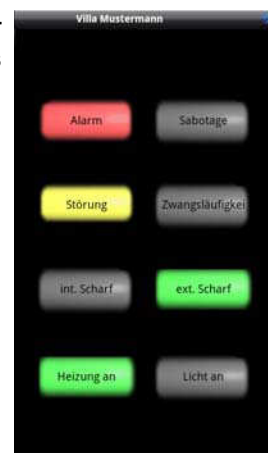 Villa Mustermann
Alarm Sabotage
Störung Zwangsläufigkei
int. Scharf ext. Scharf
Heizung an Licht an